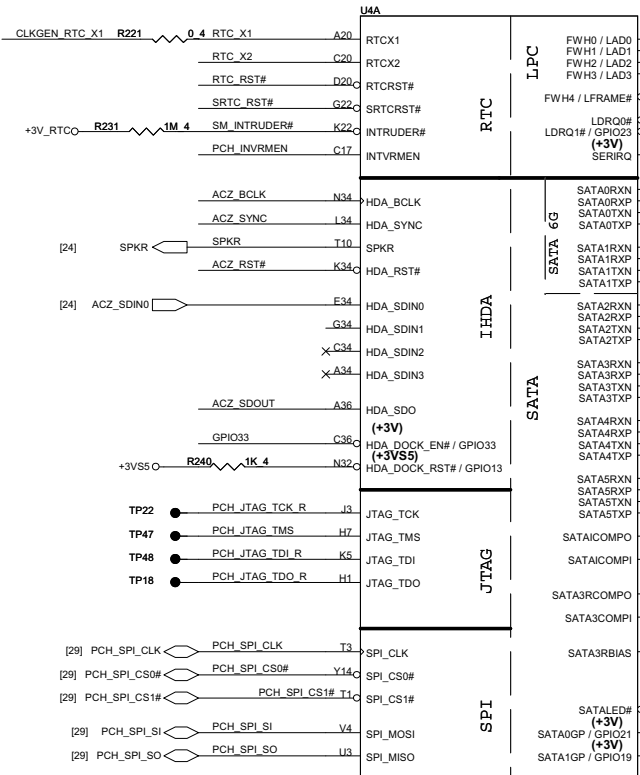 U4A
CLKGEN_RTC_X1 R221 0_4 RTC_X1 A20 RTCX1
RTC_X2 C20 RTCX2
RTC_RST# D20 RTCRST#
SRTC_RST# G22 SRTCRST#
+3V_RTC R231 1M_4 SM_INTRUDER# K22 INTRUDER#
PCH_INVRMEN C17 INTVRMEN
RTC
LPC
FWH0 / LAD0
FWH1 / LAD1
FWH2 / LAD2
FWH3 / LAD3
FWH4 / LFRAME#
LDRQ0#
LDRQ1# / GPIO23
(+3V)
SERIRQ
ACZ_BCLK N34 HDA_BCLK
ACZ_SYNC L34 HDA_SYNC
[24] SPKR SPKR T10 SPKR
ACZ_RST# K34 HDA_RST#
[24] ACZ_SDIN0 E34 HDA_SDIN0
G34 HDA_SDIN1
C34 HDA_SDIN2
A34 HDA_SDIN3
ACZ_SDOUT A36 HDA_SDO
(+3V)
GPIO33 C36 HDA_DOCK_EN# / GPIO33
(+3VS5)
+3VS5 R240 1K_4 N32 HDA_DOCK_RST# / GPIO13
IHDA
SATA 6G
SATA
SATA0RXN
SATA0RXP
SATA0TXN
SATA0TXP
SATA1RXN
SATA1RXP
SATA1TXN
SATA1TXP
SATA2RXN
SATA2RXP
SATA2TXN
SATA2TXP
SATA3RXN
SATA3RXP
SATA3TXN
SATA3TXP
SATA4RXN
SATA4RXP
SATA4TXN
SATA4TXP
SATA5RXN
SATA5RXP
SATA5TXN
SATA5TXP
TP22 PCH_JTAG_TCK_R J3 JTAG_TCK
TP47 PCH_JTAG_TMS H7 JTAG_TMS
TP48 PCH_JTAG_TDI_R K5 JTAG_TDI
TP18 PCH_JTAG_TDO_R H1 JTAG_TDO
JTAG
SATAICOMPO
SATAICOMPI
SATA3RCOMPO
SATA3COMPI
[29] PCH_SPI_CLK PCH_SPI_CLK T3 SPI_CLK
[29] PCH_SPI_CS0# PCH_SPI_CS0# Y14 SPI_CS0#
[29] PCH_SPI_CS1# PCH_SPI_CS1# T1 SPI_CS1#
[29] PCH_SPI_SI PCH_SPI_SI V4 SPI_MOSI
[29] PCH_SPI_SO PCH_SPI_SO U3 SPI_MISO
SPI
SATA3RBIAS
SATALED#
(+3V)
SATA0GP / GPIO21
(+3V)
SATA1GP / GPIO19